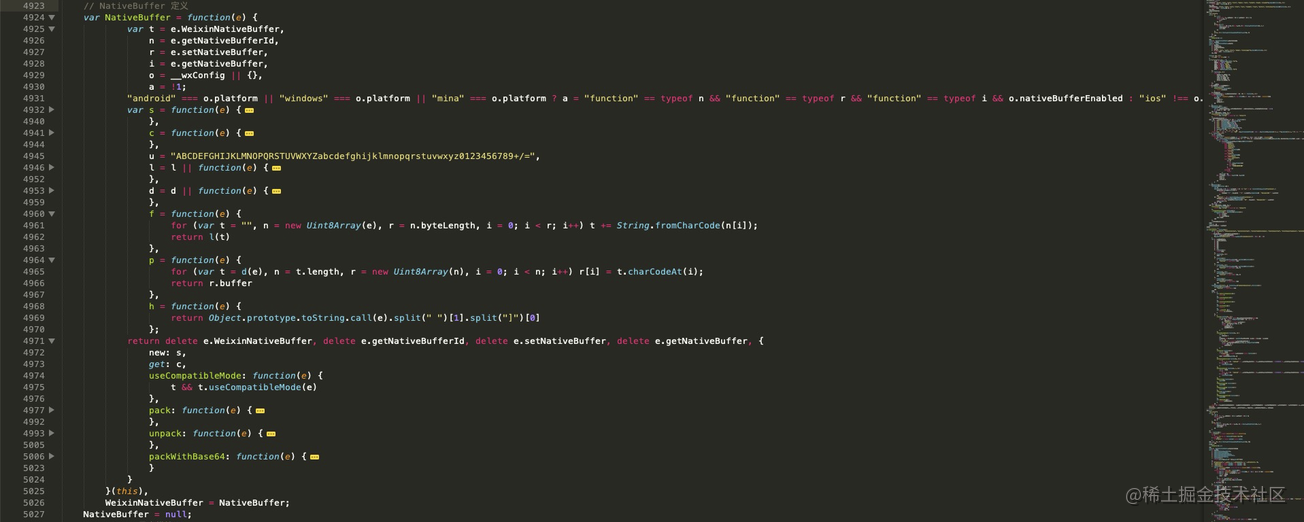 4923 // NativeBuffer 定义
4924 var NativeBuffer = function(e) {
4925 var t = e.WeixinNativeBuffer,
4926 n = e.getNativeBufferId,
4927 r = e.setNativeBuffer,
4928 i = e.getNativeBuffer,
4929 o = __wxConfig || {},
4930 a = !1;
4931 "android" === o.platform || "windows" === o.platform || "mina" === o.platform ? a = "function" == typeof n && "function" == typeof r && "function" == typeof i && o.nativeBufferEnabled : "ios" !== o.
4932 var s = function(e) {
4940 },
4941 c = function(e) {
4944 },
4945 u = "ABCDEFGHIJKLMNOPQRSTUVWXYZabcdefghijklmnopqrstuvwxyz0123456789+/=",
4946 l = l || function(e) {
4952 },
4953 d = d || function(e) {
4959 },
4960 f = function(e) {
4961 for (var t = "", n = new Uint8Array(e), r = n.byteLength, i = 0; i < r; i++) t += String.fromCharCode(n[i]);
4962 return l(t)
4963 },
4964 p = function(e) {
4965 for (var t = d(e), n = t.length, r = new Uint8Array(n), i = 0; i < n; i++) r[i] = t.charCodeAt(i);
4966 return r.buffer
4967 },
4968 h = function(e) {
4969 return Object.prototype.toString.call(e).split(" ")[1].split("]")[0]
4970 };
4971 return delete e.WeixinNativeBuffer, delete e.getNativeBufferId, delete e.setNativeBuffer, delete e.getNativeBuffer, {
4972 new: s,
4973 get: c,
4974 useCompatibleMode: function(e) {
4975 t && t.useCompatibleMode(e)
4976 },
4977 pack: function(e) {
4992 },
4993 unpack: function(e) {
5005 },
5006 packWithBase64: function(e) {
5023 }
5024 }
5025 }(this),
5026 WeixinNativeBuffer = NativeBuffer;
5027 NativeBuffer = null;
@稀土掘金技术社区